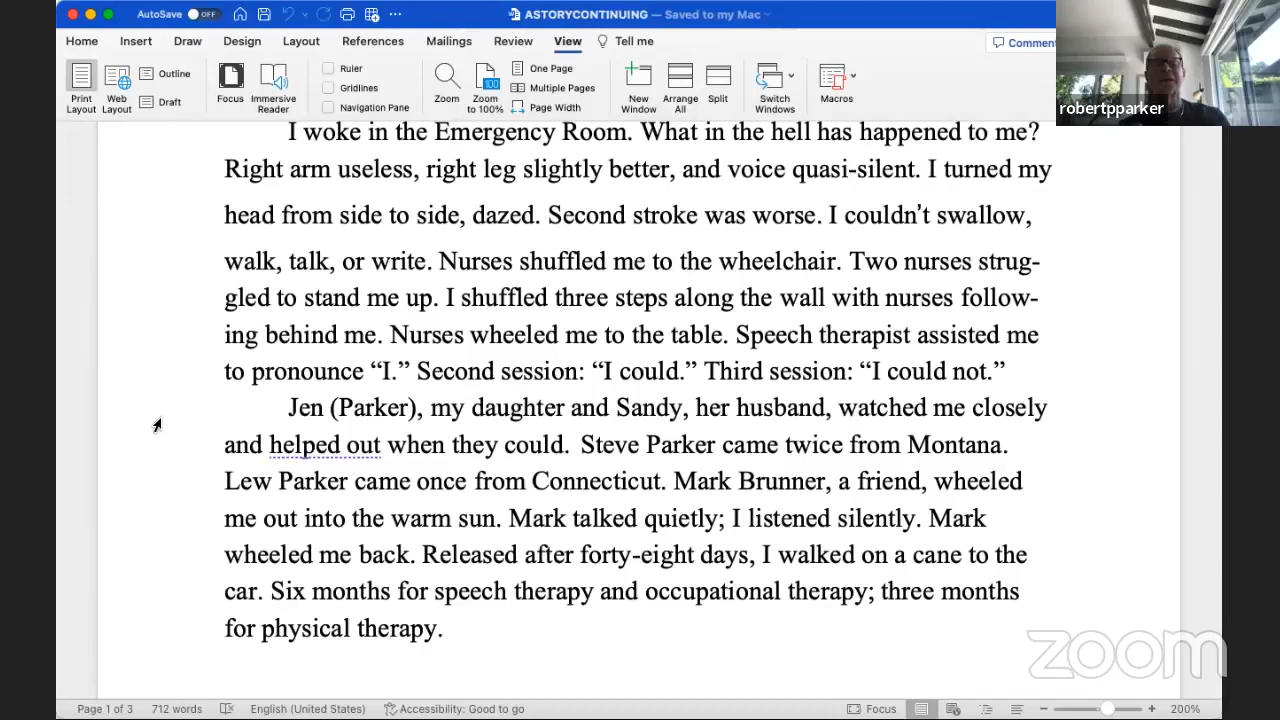 AutoSave OFF ASTORYCONTINUING — Saved to my Mac
Home Insert Draw Design Layout References Mailings Review View Tell me Comment
Print Layout Web Layout Outline Draft Focus Immersive Reader Ruler Gridlines Navigation Pane Zoom Zoom to 100% 100 One Page Multiple Pages Page Width New Window Arrange All Split Switch Windows Macros
robertpparker
I woke in the Emergency Room. What in the hell has happened to me?
Right arm useless, right leg slightly better, and voice quasi-silent. I turned my
head from side to side, dazed. Second stroke was worse. I couldn’t swallow,
walk, talk, or write. Nurses shuffled me to the wheelchair. Two nurses strug-
gled to stand me up. I shuffled three steps along the wall with nurses follow-
ing behind me. Nurses wheeled me to the table. Speech therapist assisted me
to pronounce “I.” Second session: “I could.” Third session: “I could not.”
Jen (Parker), my daughter and Sandy, her husband, watched me closely
and helped out when they could. Steve Parker came twice from Montana.
Lew Parker came once from Connecticut. Mark Brunner, a friend, wheeled
me out into the warm sun. Mark talked quietly; I listened silently. Mark
wheeled me back. Released after forty-eight days, I walked on a cane to the
car. Six months for speech therapy and occupational therapy; three months
for physical therapy.
zoom
Page 1 of 3 712 words English (United States) Accessibility: Good to go Focus 200%